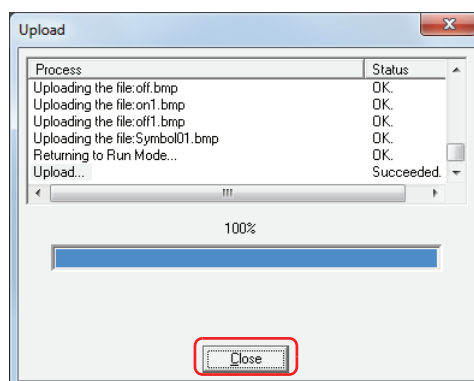 Upload
Process Status
Uploading the file:off.bmp OK.
Uploading the file:on1.bmp OK.
Uploading the file:off1.bmp OK.
Uploading the file:Symbol01.bmp OK.
Returning to Run Mode... OK.
Upload... Succeeded.
100%
Close